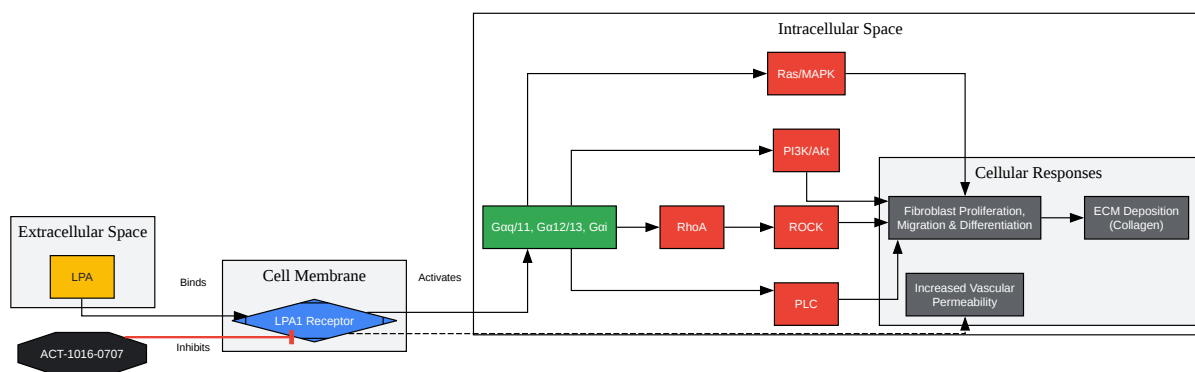 Intracellular Space
Ras/MAPK
PI3K/Akt
Cellular Responses
Fibroblast Proliferation,
Migration & Differentiation
ECM Deposition
(Collagen)
Extracellular Space
LPA
Gαq/11, Gα12/13, Gαi
RhoA
ROCK
Cell Membrane
Binds
Activates
Increased Vascular
Permeability
PLC
LPA1 Receptor
ACT-1016-0707
Inhibits